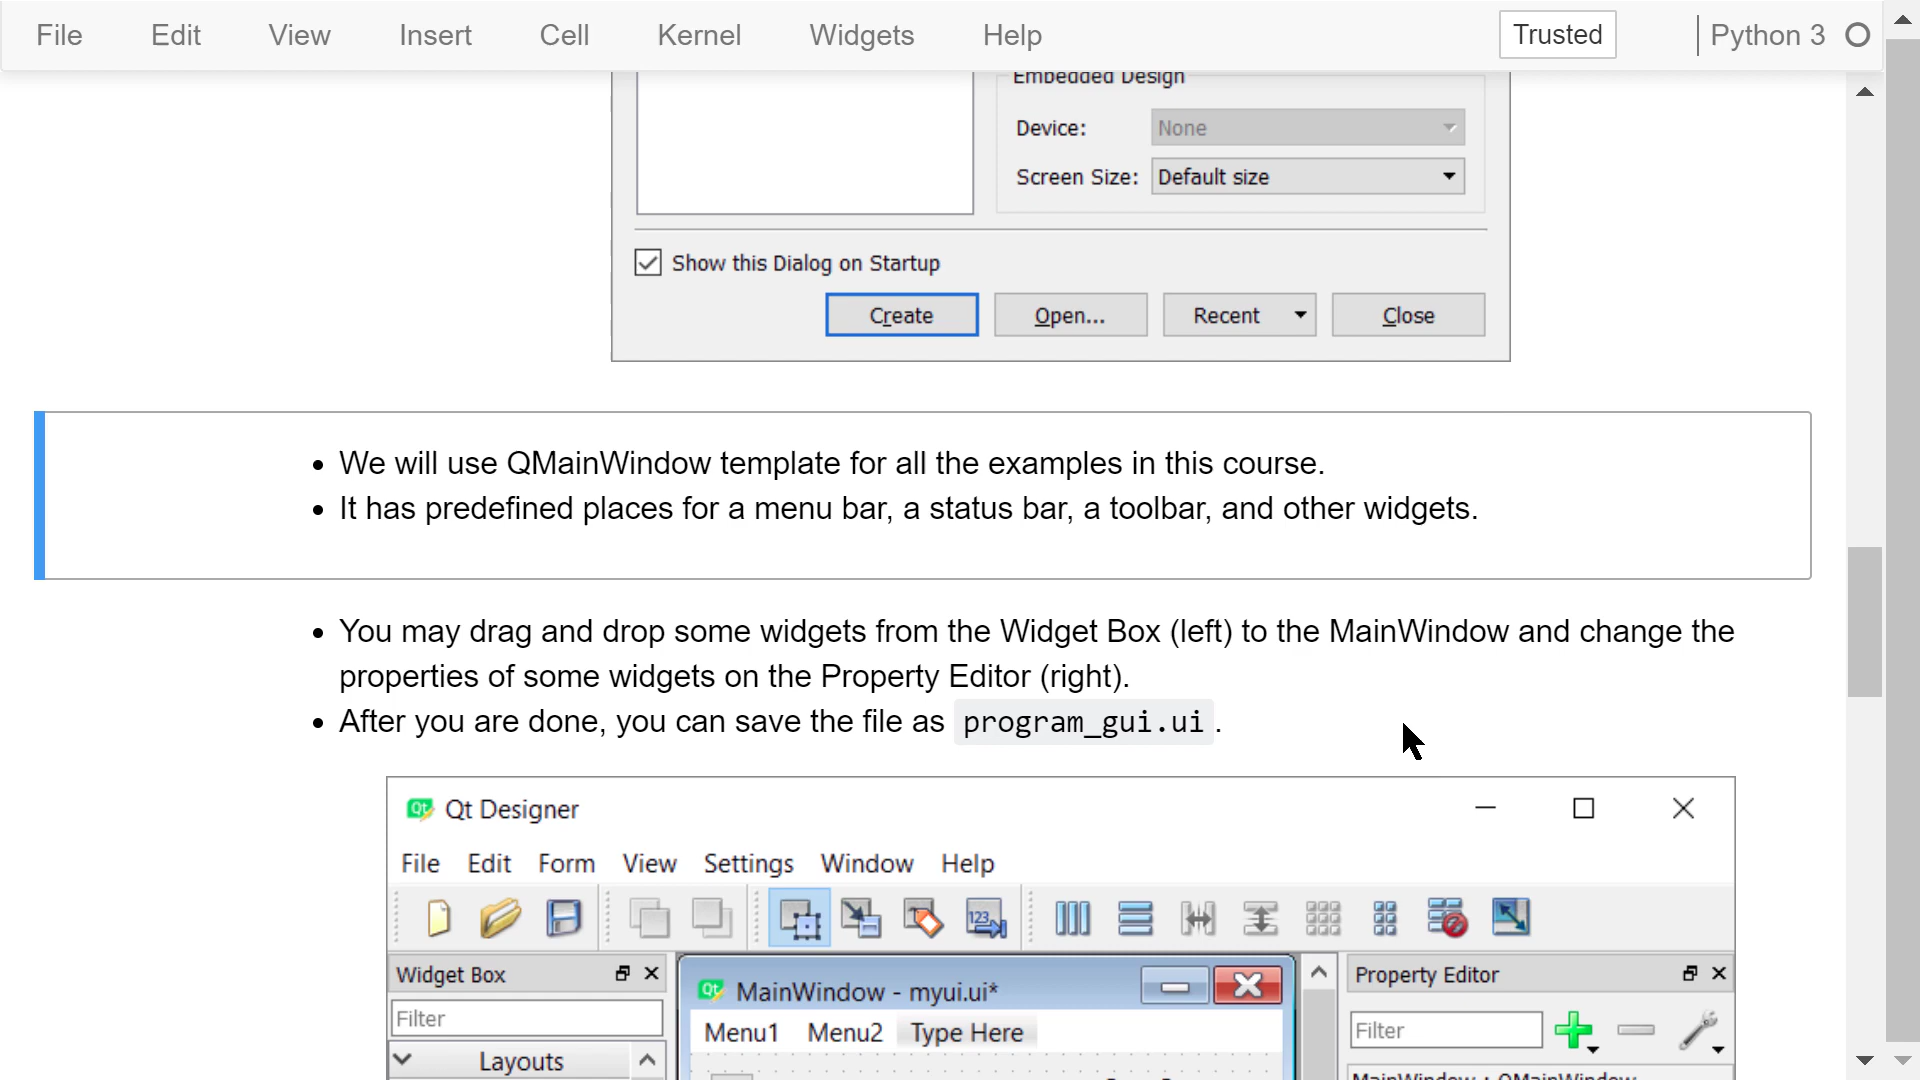 File Edit View Insert Cell Kernel Widgets Help Trusted Python 3
Embedded Design
Device: None
Screen Size: Default size
Show this Dialog on Startup
Create Open... Recent Close
We will use QMainWindow template for all the examples in this course.
It has predefined places for a menu bar, a status bar, a toolbar, and other widgets.
You may drag and drop some widgets from the Widget Box (left) to the MainWindow and change the
properties of some widgets on the Property Editor (right).
After you are done, you can save the file as program_gui.ui.
Qt Designer
File Edit Form View Settings Window Help
Widget Box
MainWindow - myui.ui*
Property Editor
Filter
Menu1 Menu2 Type Here
Filter
Layouts
MainWindow : QMainWindow